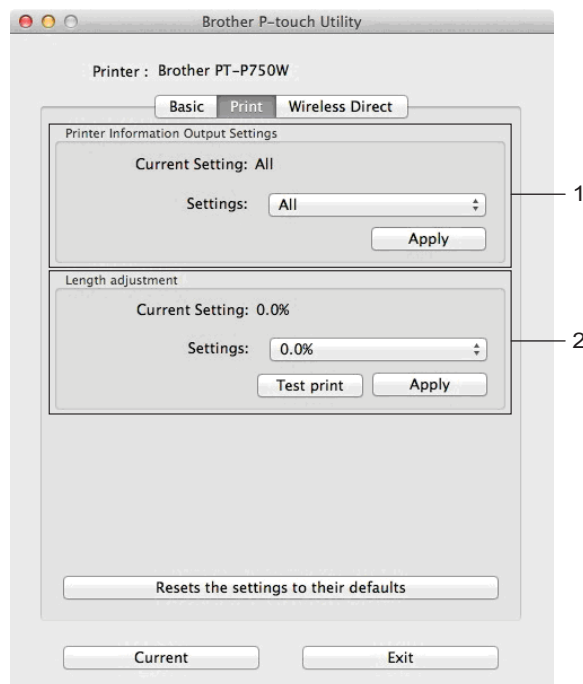 Brother P-touch Utility
Printer : Brother PT-P750W
Basic Print Wireless Direct
Printer Information Output Settings
Current Setting: All
Settings: All
1
Apply
Length adjustment
Current Setting: 0.0%
Settings: 0.0%
2
Test print Apply
Resets the settings to their defaults
Current Exit